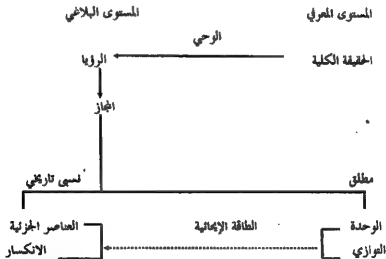 المستوى المعرفي المستوى البلاغي
الوحي
الحقيقة الكلية الرؤيا
المجاز
مطلق نسبي تاريخي
الوحدة الطاقة الإيحائية العناصر الجزئية
التوازي الانكسار